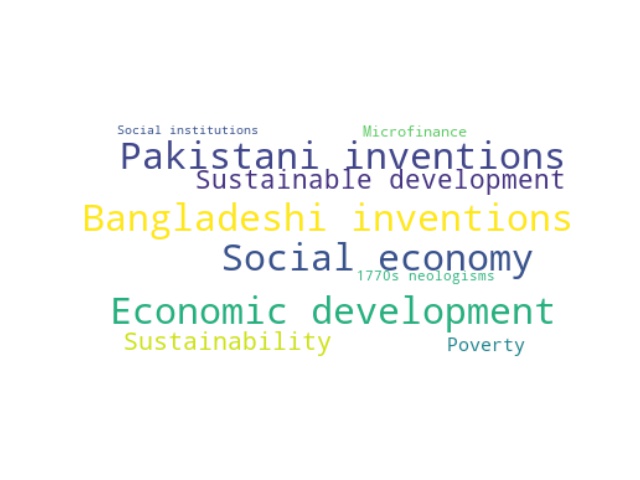 Social institutions
Microfinance
Pakistani inventions
Sustainable development
Bangladeshi inventions
Social economy
1770s neologisms
Economic development
Sustainability
Poverty